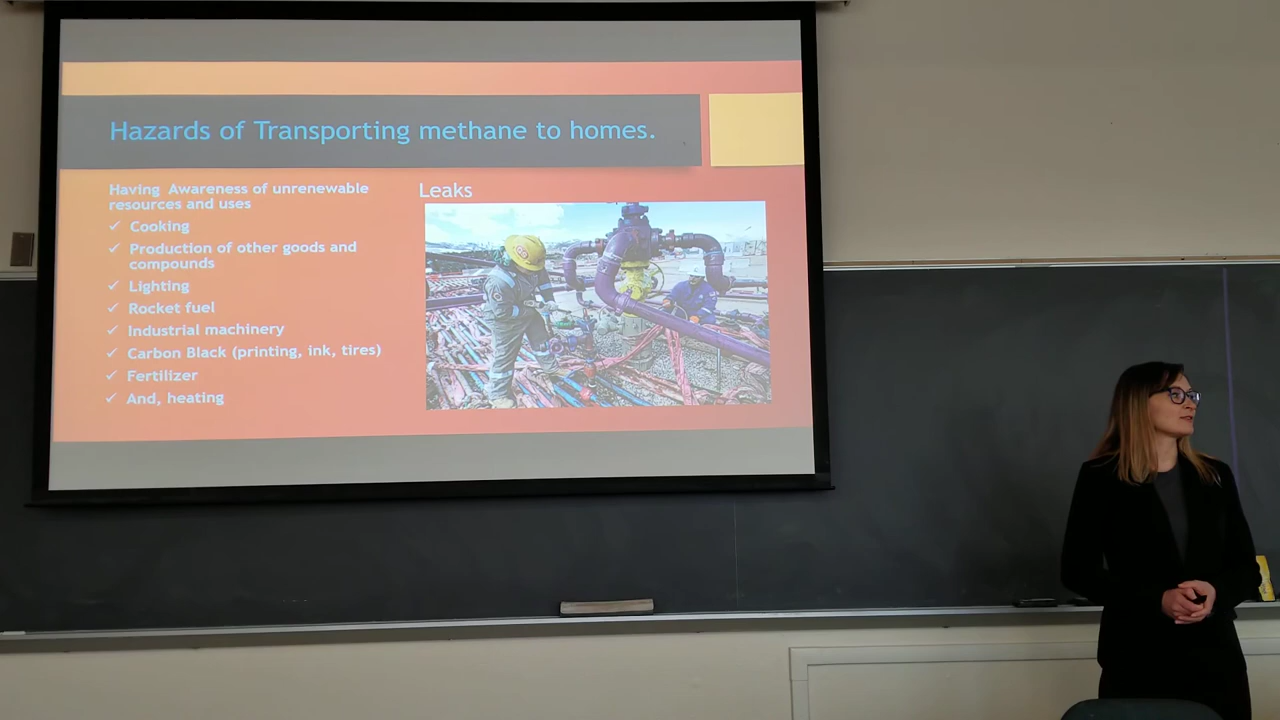 Hazards of Transporting methane to homes.
Having Awareness of unrenewable
resources and uses
✓ Cooking
✓ Production of other goods and
compounds
✓ Lighting
✓ Rocket fuel
✓ Industrial machinery
✓ Carbon Black (printing, ink, tires)
✓ Fertilizer
✓ And, heating
Leaks